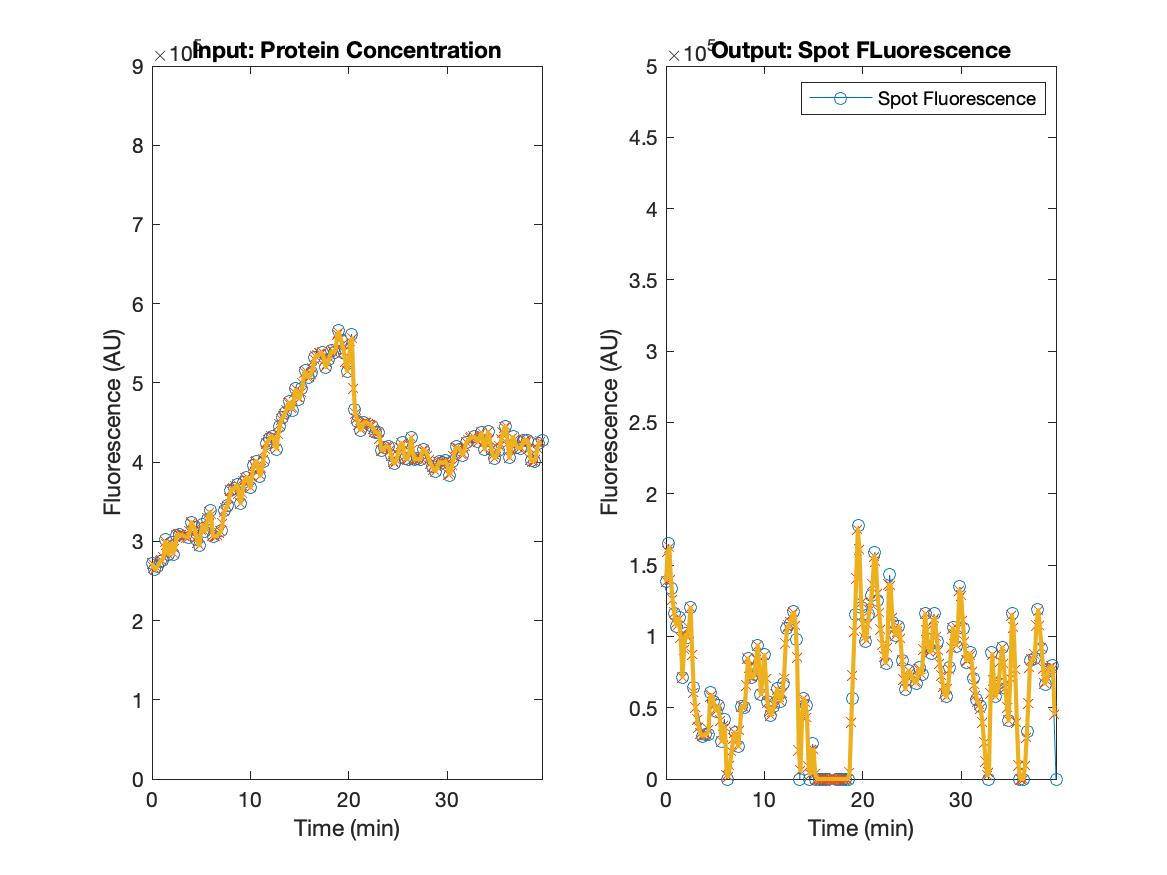 ×10⁵
Input: Protein Concentration
9
8
7
6
5
4
3
2
1
0
Fluorescence (AU)
0 10 20 30
Time (min)
×10⁵
Output: Spot FLuorescence
Spot Fluorescence
5
4.5
4
3.5
3
2.5
2
1.5
1
0.5
0
Fluorescence (AU)
0 10 20 30
Time (min)